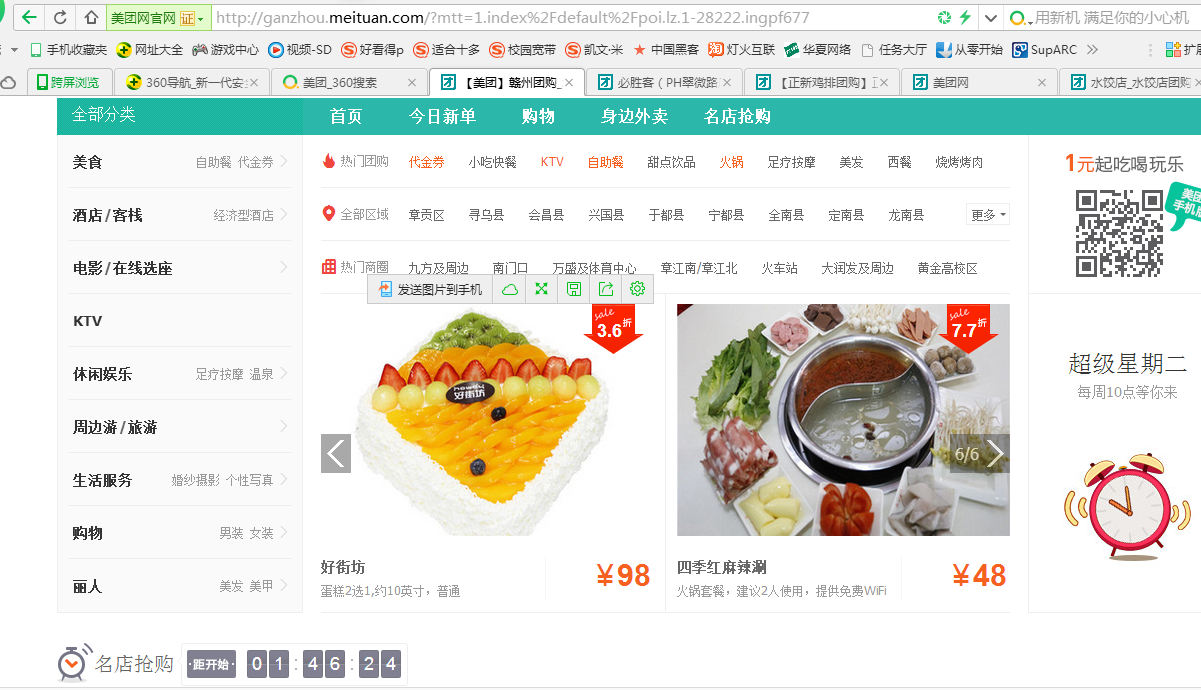 美团网官网 证 http://ganzhou.meituan.com/?mtt=1.index%2Fdefault%2Fpoi.lz.1-28222.ingpf677 用新机 满足你的小心机
手机收藏夹 网址大全 游戏中心 视频-SD 好看得p 适合十多 校园宽带 凯文·米 中国黑客 灯火互联 华夏网络 任务大厅 从零开始 SupARC
跨屏浏览 360导航_新一代安 美团_360搜索 【美团】赣州团购_ 必胜客(PH翠微路 【正新鸡排团购】 美团网 水饺店_水饺店团购
全部分类 首页 今日新单 购物 身边外卖 名店抢购
美食 自助餐 代金券
酒店/客栈 经济型酒店
电影/在线选座
KTV
休闲娱乐 足疗按摩 温泉
周边游/旅游
生活服务 婚纱摄影 个性写真
购物 男装 女装
丽人 美发 美甲
热门团购 代金券 小吃快餐 KTV 自助餐 甜点饮品 火锅 足疗按摩 美发 西餐 烧烤烤肉
全部区域 章贡区 寻乌县 会昌县 兴国县 于都县 宁都县 全南县 定南县 龙南县 更多
热门商圈 九方及周边 南门口 万盛及体育中心 章江南/章江北 火车站 大润发及周边 黄金高校区
发送图片到手机
sale
3.6折
好街坊
sale
7.7折
6/6
好街坊 ¥98
蛋糕2选1,约10英寸，普通
四季红麻辣涮 ¥48
火锅套餐，建议2人使用，提供免费WiFi
1元起吃喝玩乐
美团
手机版
超级星期二
每周10点等你来
名店抢购 ·距开始· 01:46:24